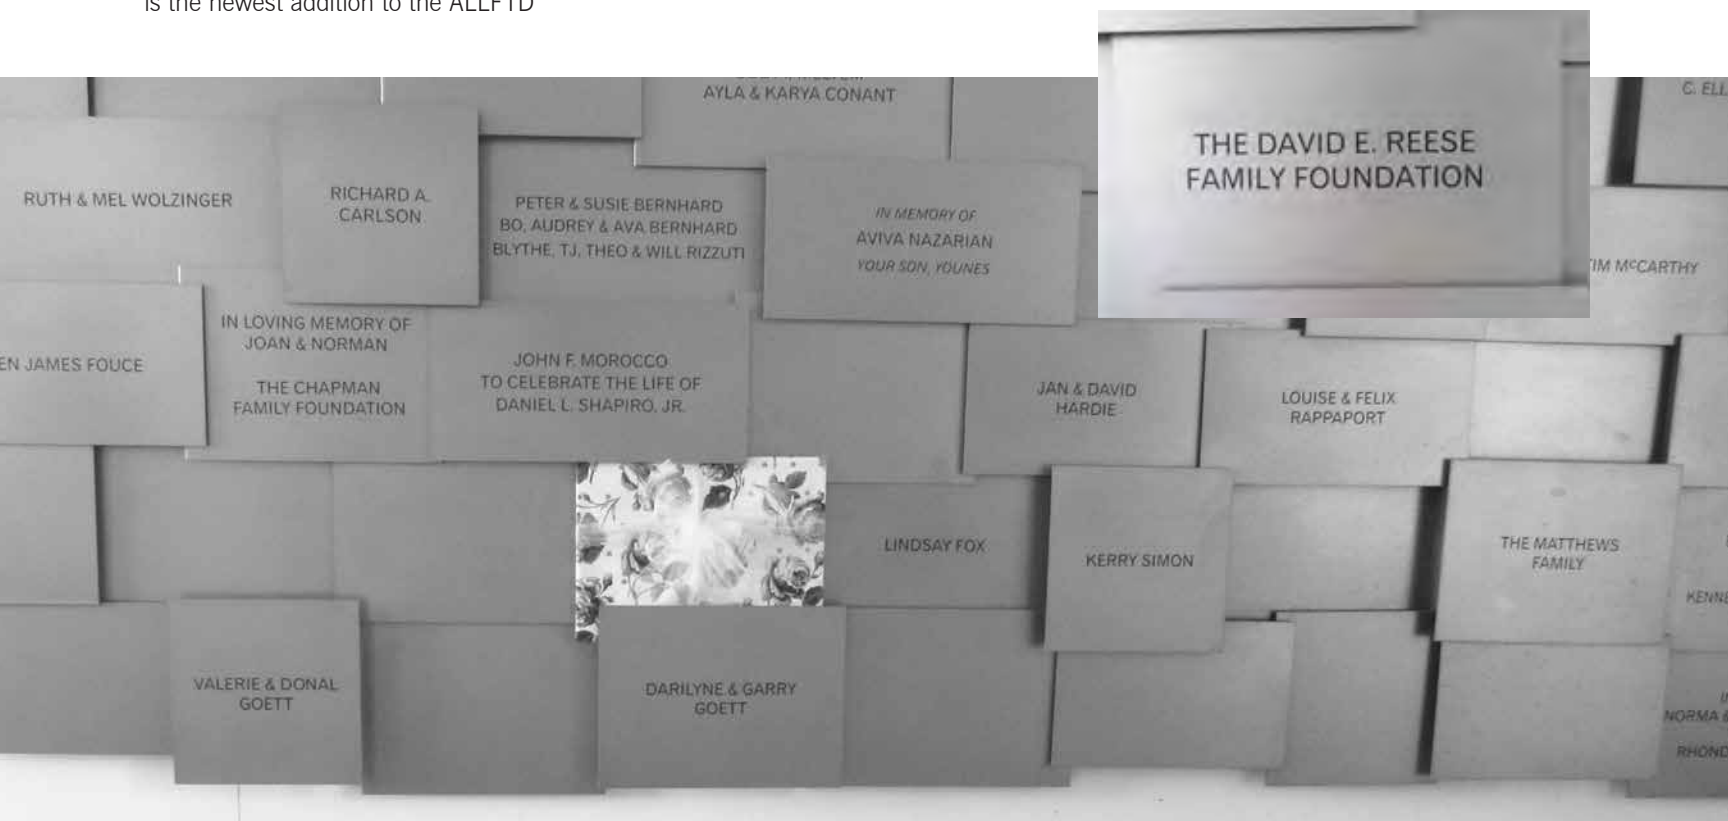 is the newest addition to the ALLFTD
AYLA & KARYA CONANT
C. ELL
THE DAVID E. REESE
FAMILY FOUNDATION
RUTH & MEL WOLZINGER
RICHARD A.
CARLSON
PETER & SUSIE BERNHARD
BO, AUDREY & AVA BERNHARD
BLYTHE, TJ, THEO & WILL RIZZUTI
IN MEMORY OF
AVIVA NAZARIAN
YOUR SON, YOUNES
IM McCARTHY
EN JAMES FOUCE
IN LOVING MEMORY OF
JOAN & NORMAN
THE CHAPMAN
FAMILY FOUNDATION
JOHN F. MOROCCO
TO CELEBRATE THE LIFE OF
DANIEL L. SHAPIRO, JR.
JAN & DAVID
HARDIE
LOUISE & FELIX
RAPPAPORT
LINDSAY FOX
KERRY SIMON
THE MATTHEWS
FAMILY
KENNE
VALERIE & DONAL
GOETT
DARILYNE & GARRY
GOETT
NORMA &
RHOND